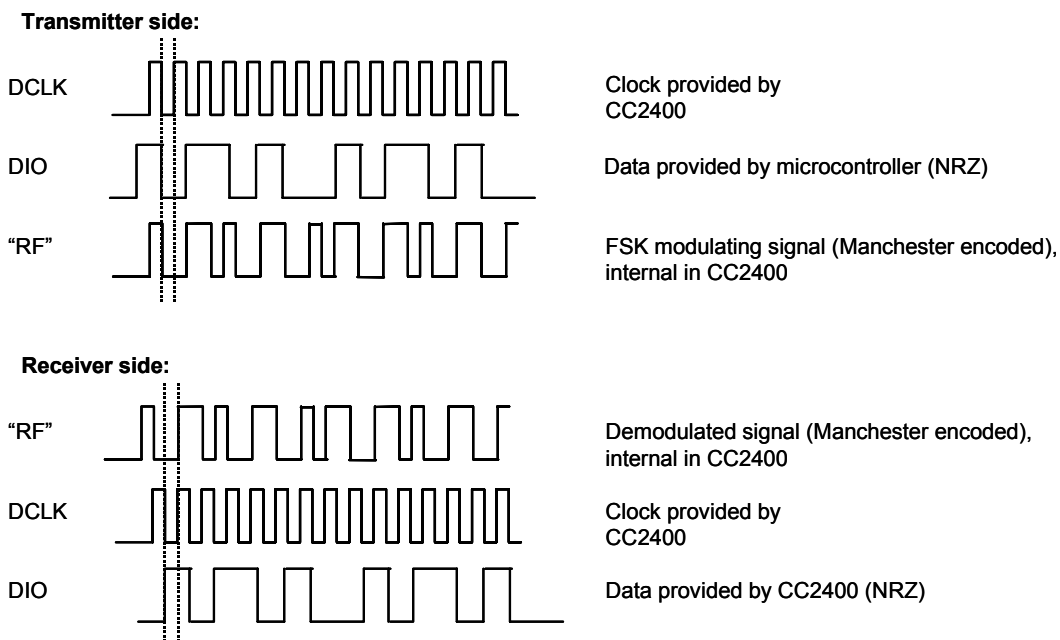 Transmitter side:
DCLK
Clock provided by
CC2400
DIO
Data provided by microcontroller (NRZ)
“RF”
FSK modulating signal (Manchester encoded),
internal in CC2400
Receiver side:
“RF”
Demodulated signal (Manchester encoded),
internal in CC2400
DCLK
Clock provided by
CC2400
DIO
Data provided by CC2400 (NRZ)